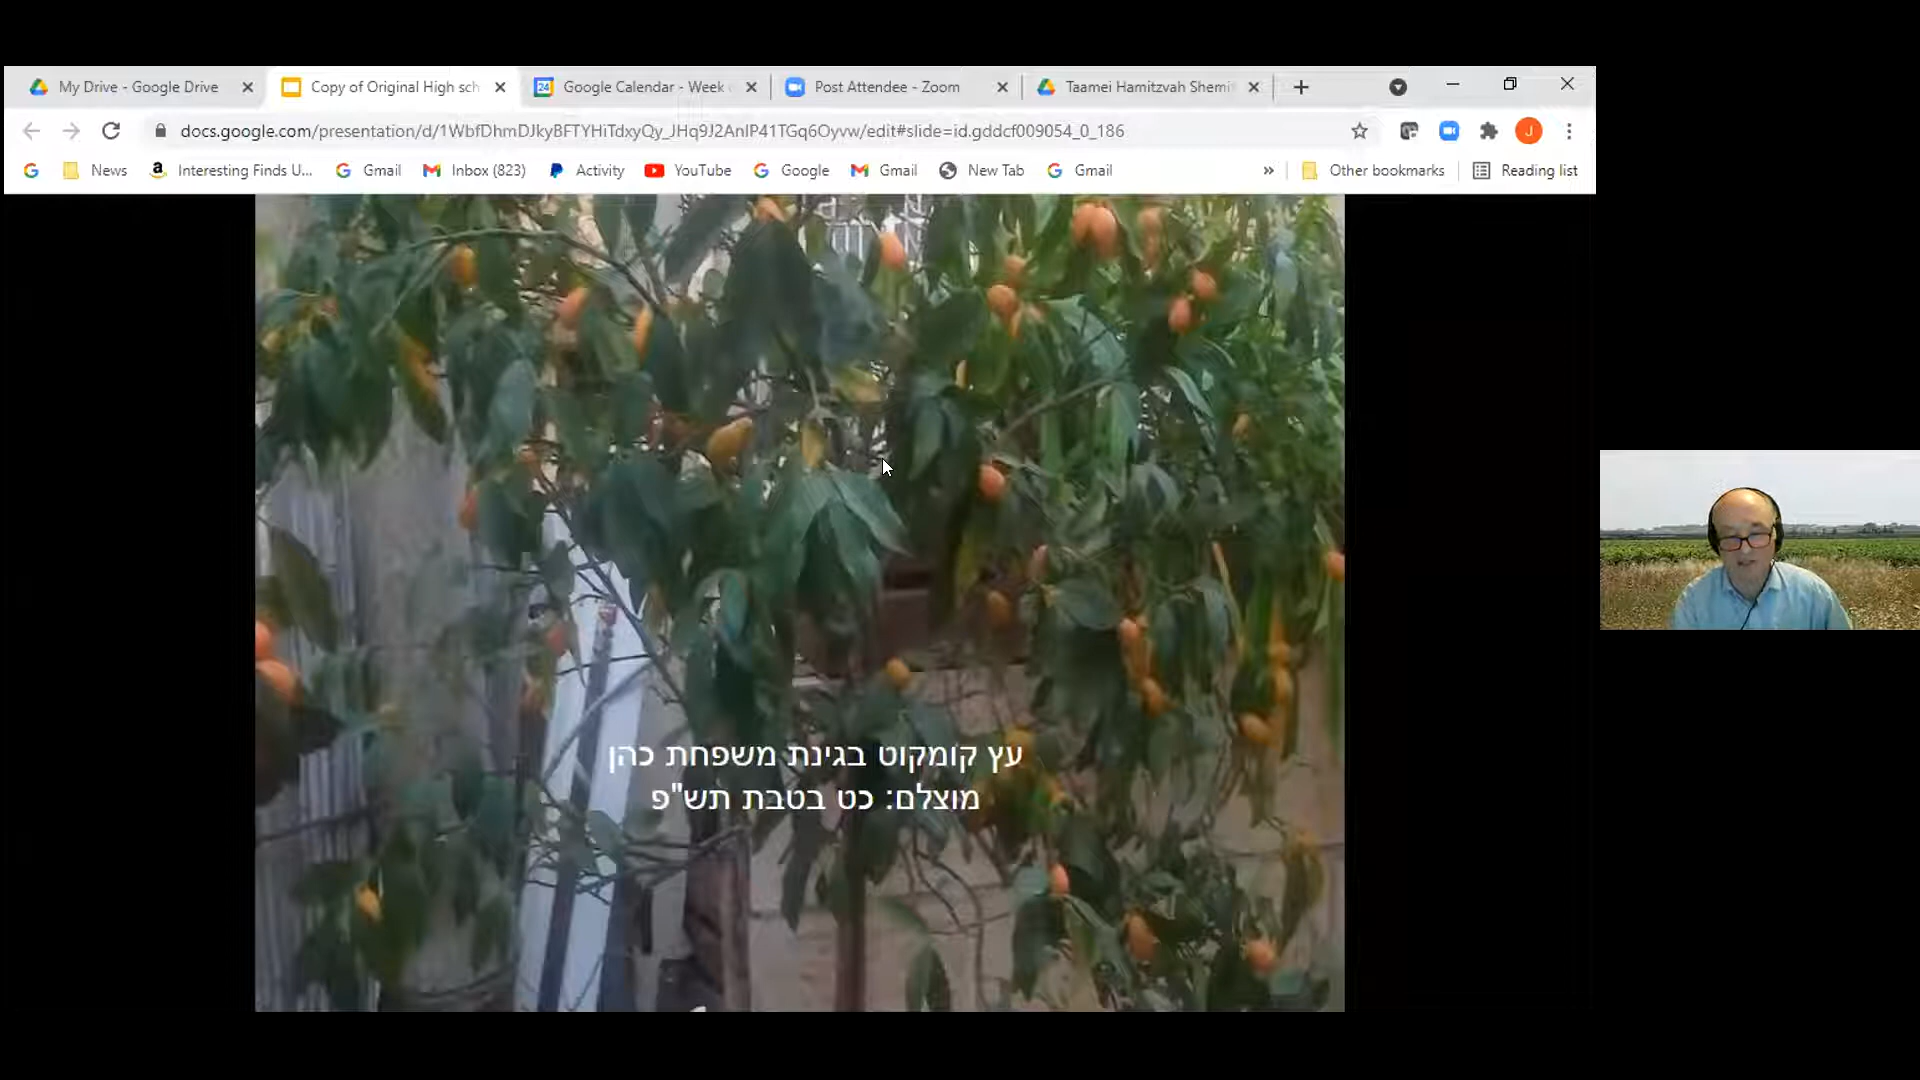 My Drive - Google Drive
Copy of Original High sch
Google Calendar - Week
Post Attendee - Zoom
Taamei Hamitzvah Shemi
docs.google.com/presentation/d/1WbfDhmDJkyBFTYHiTdxyQy_JHq9J2AnIP41TGq6Oyvw/edit#slide=id.gddcf009054_0_186
J
News
Interesting Finds U...
Gmail
Inbox (823)
Activity
YouTube
Google
Gmail
New Tab
Gmail
»
Other bookmarks
Reading list
עץ קומקוט בגינת משפחת כהן
מוצלם: כט בטבת תש"פ